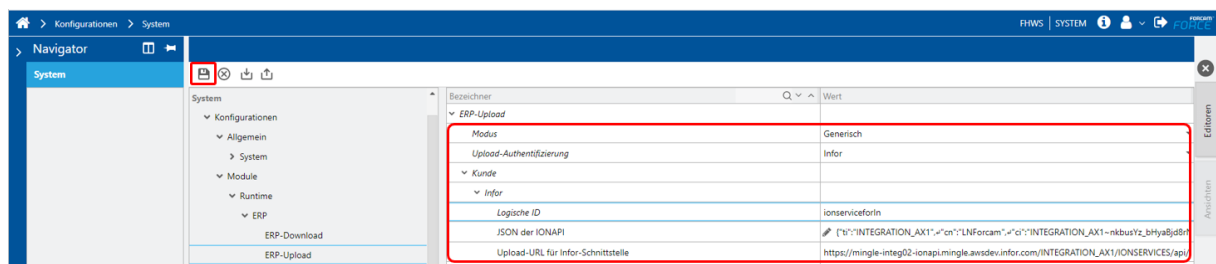 Konfigurationen > System
FHWS | SYSTEM FORCAM FORCE
Navigator
System
System
Konfigurationen
Allgemein
System
Module
Runtime
ERP
ERP-Download
ERP-Upload
Bezeichner Wert
ERP-Upload
Modus Generisch
Upload-Authentifizierung Infor
Kunde
Infor
Logische ID ionserviceforln
JSON der IONAPI {"ti":"INTEGRATION_AX1",↵"cn":"LNForcam",↵"ci":"INTEGRATION_AX1~nkbusYz_bHyaBjd8r
Upload-URL für Infor-Schnittstelle https://mingle-integ02-ionapi.mingle.awsdev.infor.com/INTEGRATION_AX1/IONSERVICES/api/
Editoren
Ansichten